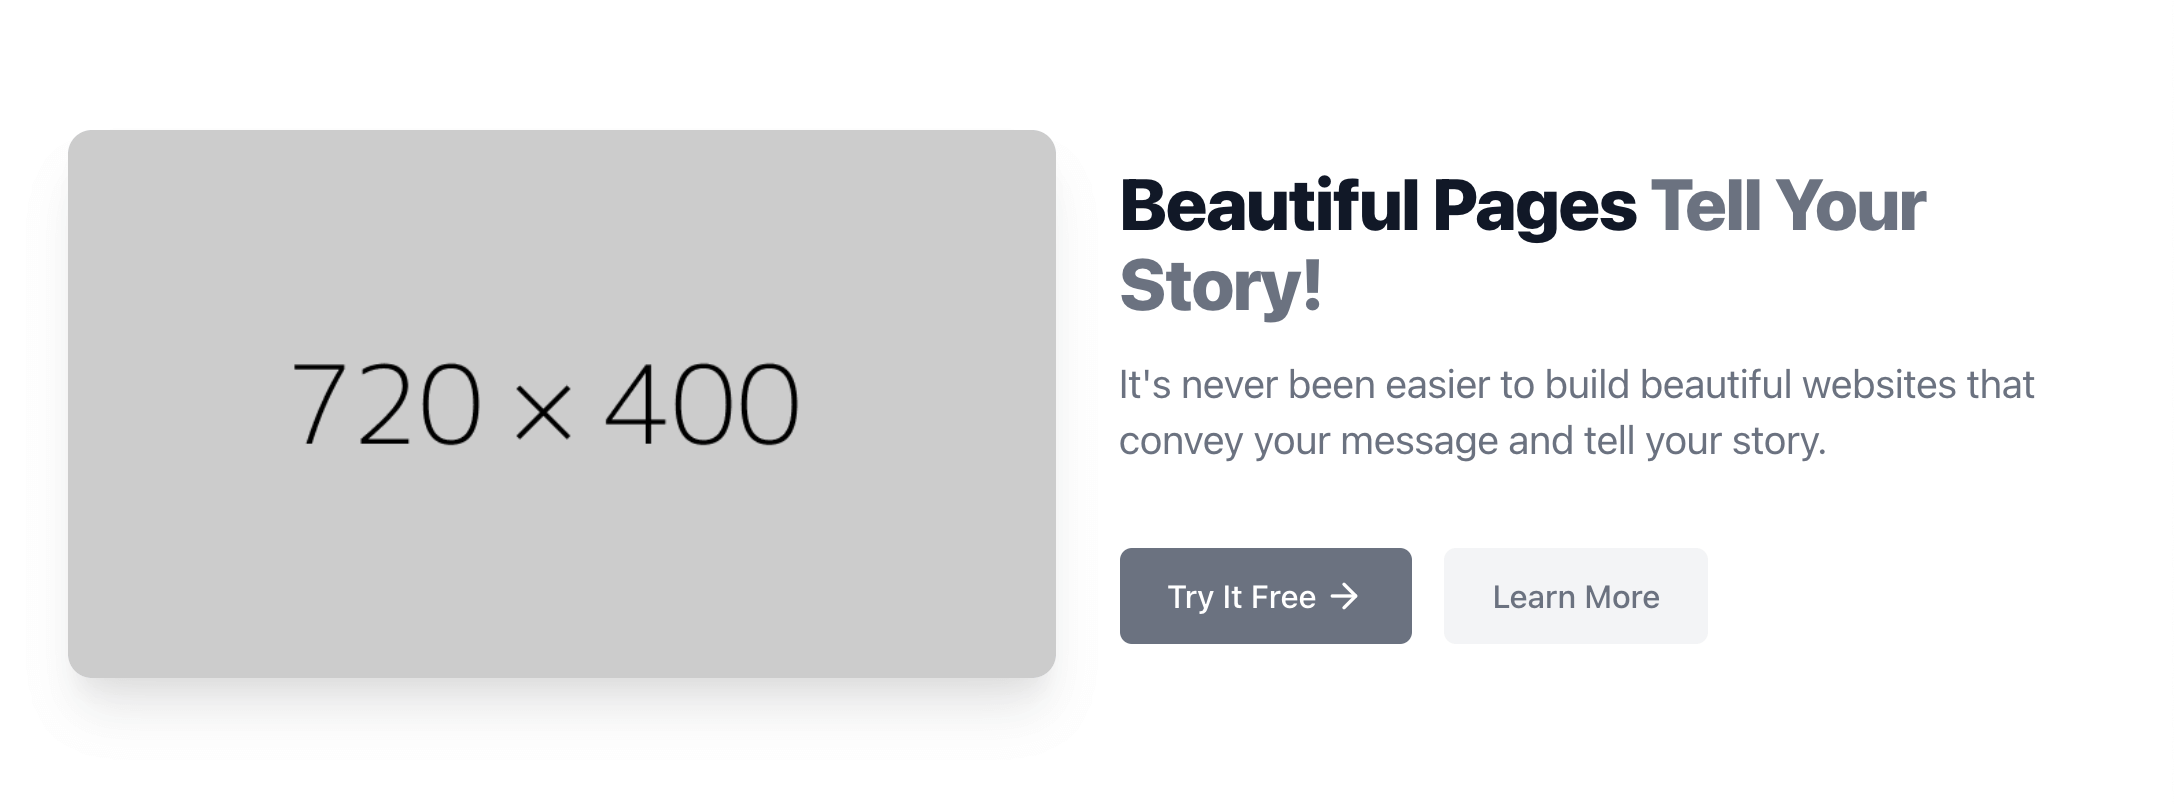 720 × 400
Beautiful Pages Tell Your
Story!
It's never been easier to build beautiful websites that
convey your message and tell your story.
Try It Free →
Learn More